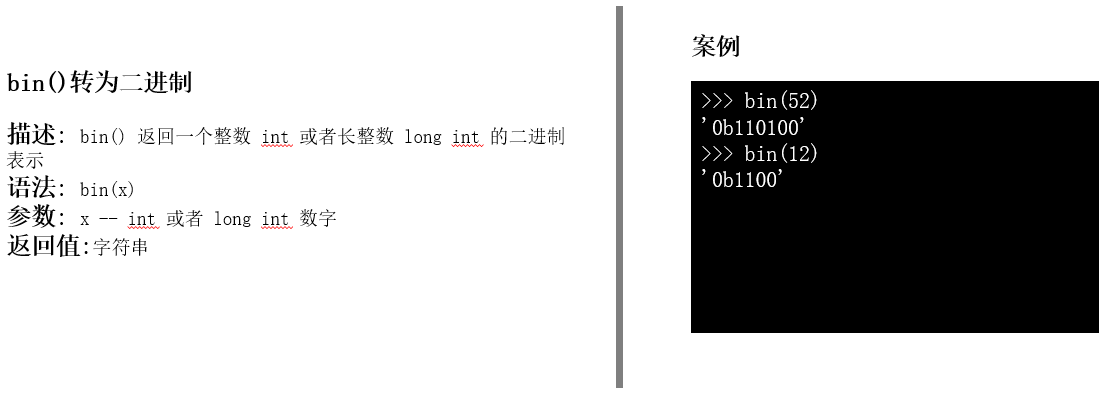 bin()转为二进制
描述: bin() 返回一个整数 int 或者长整数 long int 的二进制
表示
语法: bin(x)
参数: x -- int 或者 long int 数字
返回值:字符串
案例
>>> bin(52)
'0b110100'
>>> bin(12)
'0b1100'